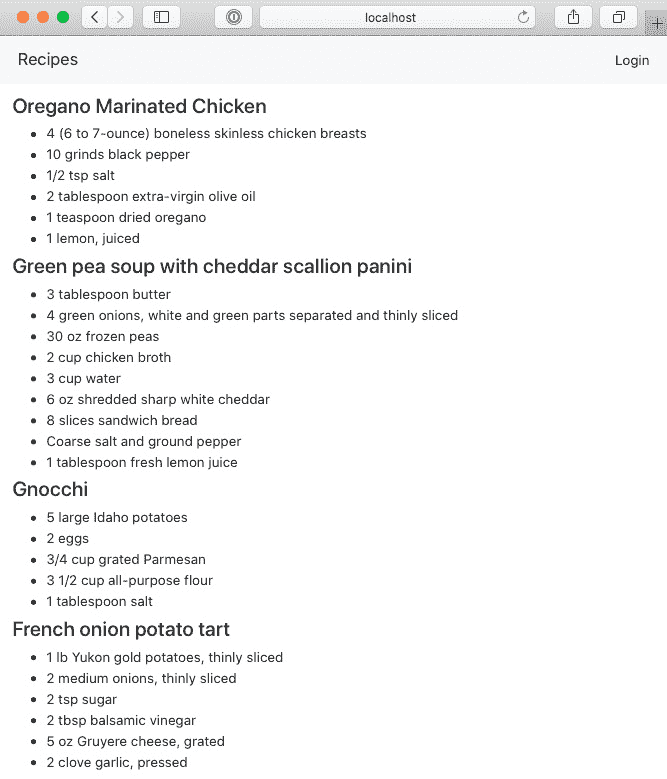 localhost
Recipes
Login
Oregano Marinated Chicken
4 (6 to 7-ounce) boneless skinless chicken breasts
10 grinds black pepper
1/2 tsp salt
2 tablespoon extra-virgin olive oil
1 teaspoon dried oregano
1 lemon, juiced
Green pea soup with cheddar scallion panini
3 tablespoon butter
4 green onions, white and green parts separated and thinly sliced
30 oz frozen peas
2 cup chicken broth
3 cup water
6 oz shredded sharp white cheddar
8 slices sandwich bread
Coarse salt and ground pepper
1 tablespoon fresh lemon juice
Gnocchi
5 large Idaho potatoes
2 eggs
3/4 cup grated Parmesan
3 1/2 cup all-purpose flour
1 tablespoon salt
French onion potato tart
1 lb Yukon gold potatoes, thinly sliced
2 medium onions, thinly sliced
2 tsp sugar
2 tbsp balsamic vinegar
5 oz Gruyere cheese, grated
2 clove garlic, pressed